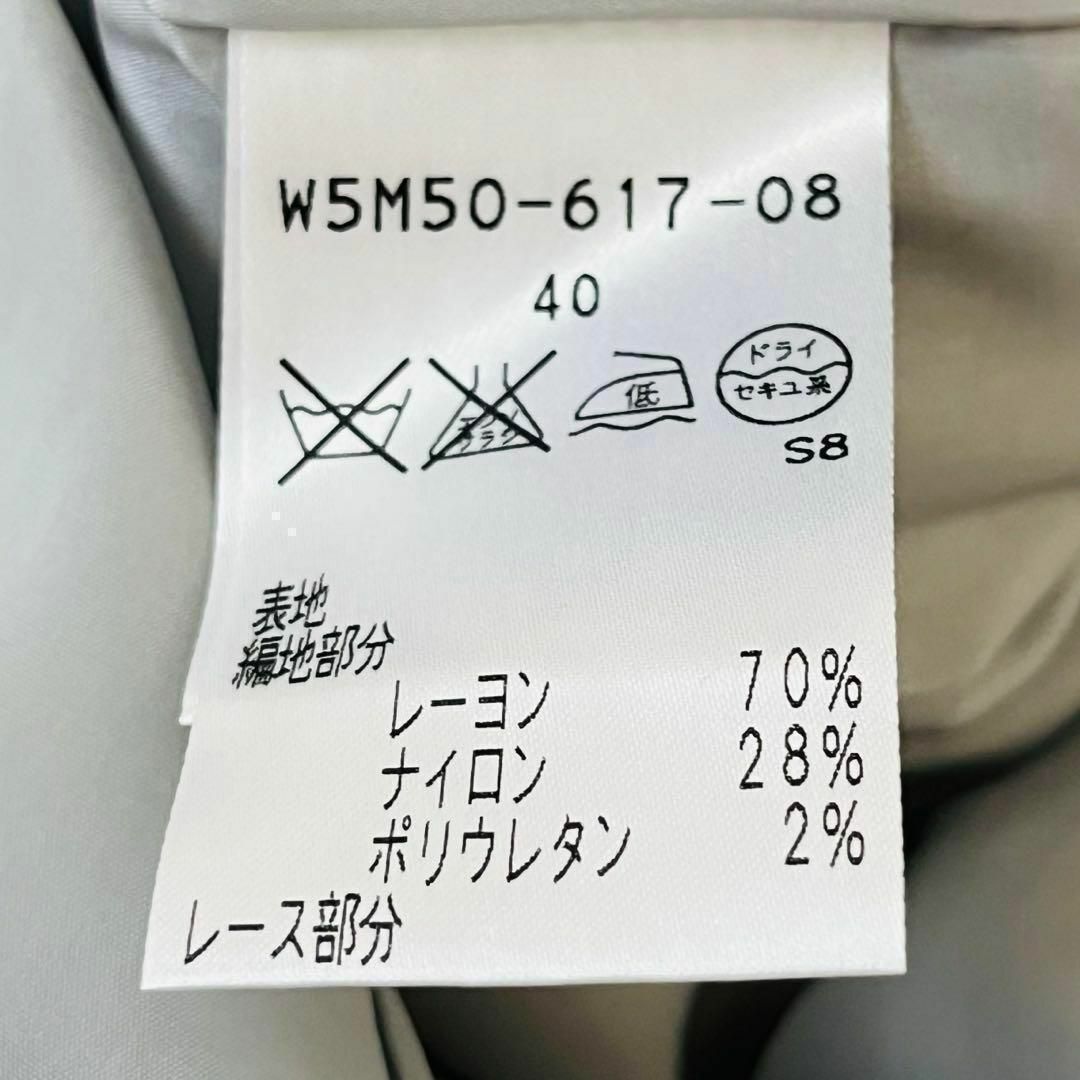 W5M50-617-08
40
低
ドライ
セキユ系
S8
表地
編地部分
レーヨン 70%
ナイロン 28%
ポリウレタン 2%
レース部分